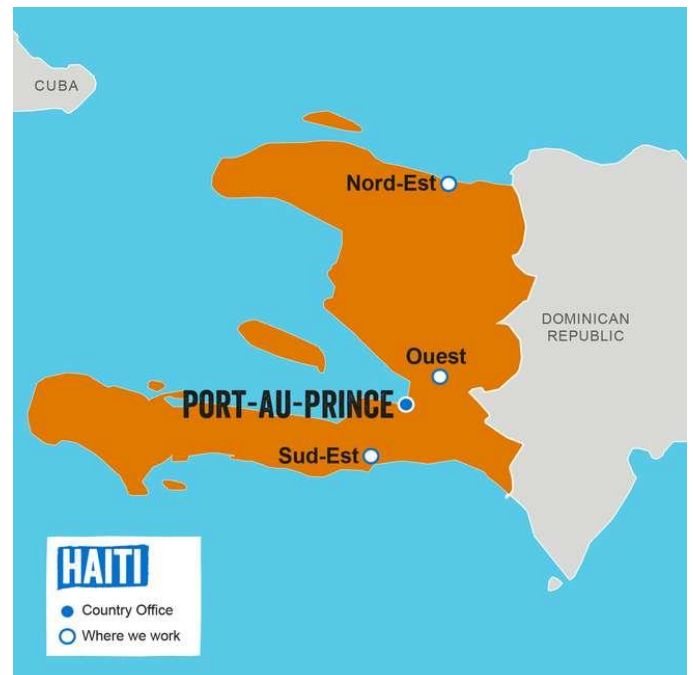 CUBA
Nord-Est
DOMINICAN
REPUBLIC
Ouest
PORT-AU-PRINCE
Sud-Est
HAITI
Country Office
Where we work